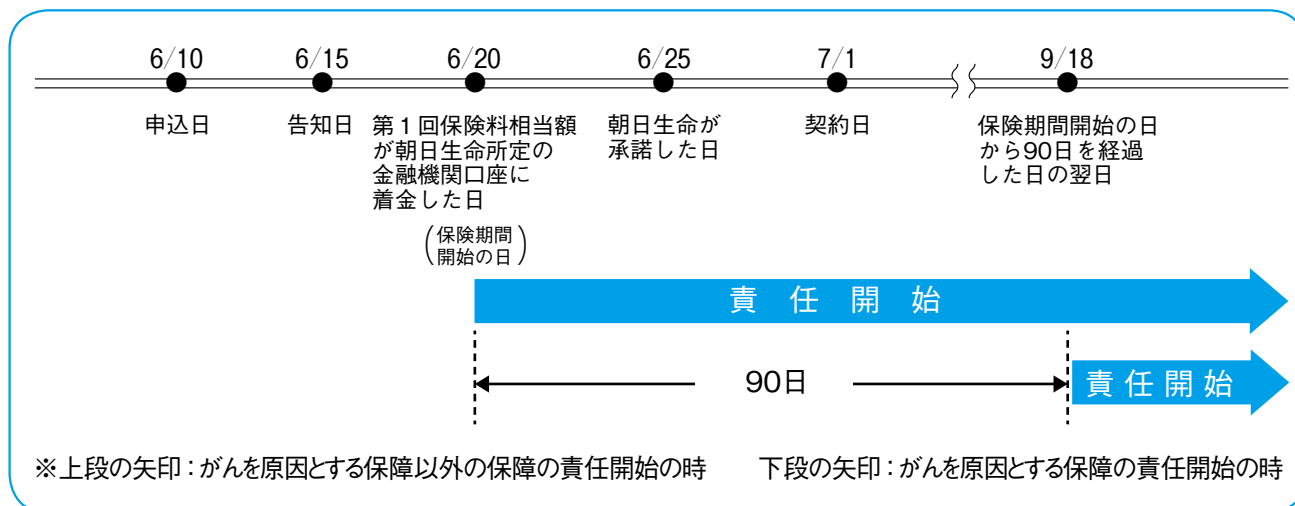 6/10
6/15
6/20
6/25
7/1
9/18
申込日
告知日
第1回保険料相当額
が朝日生命所定の
金融機関口座に
着金した日
(保険期間
開始の日)
朝日生命が
承諾した日
契約日
保険期間開始の日
から90日を経過
した日の翌日
責任開始
90日
責任開始
※上段の矢印:がんを原因とする保障以外の保障の責任開始の時
下段の矢印:がんを原因とする保障の責任開始の時